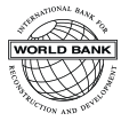 INTERNATIONAL BANK FOR
WORLD BANK
RECONSTRUCTION AND DEVELOPMENT